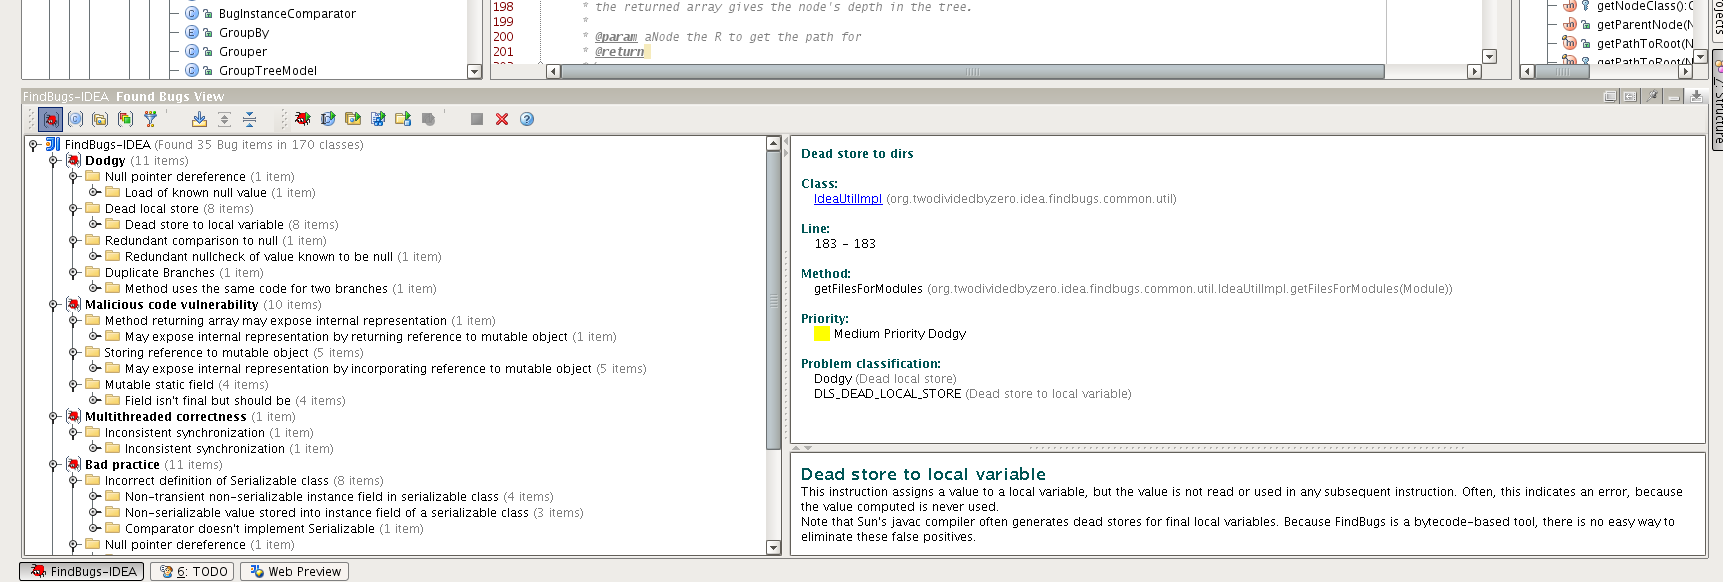 BugInstanceComparator
GroupBy
Grouper
GroupTreeModel
198 * the returned array gives the node's depth in the tree.
199 *
200 * @param aNode the R to get the path for
201 * @return
getNodeClass():C
getParentNode(N
getPathToRoot(N
getPathToRoot(N
2: Structure
FindBugs-IDEA Found Bugs View
FindBugs-IDEA (Found 35 Bug items in 170 classes)
Dodgy (11 items)
Null pointer dereference (1 item)
Load of known null value (1 item)
Dead local store (8 items)
Dead store to local variable (8 items)
Redundant comparison to null (1 item)
Redundant nullcheck of value known to be null (1 item)
Duplicate Branches (1 item)
Method uses the same code for two branches (1 item)
Malicious code vulnerability (10 items)
Method returning array may expose internal representation (1 item)
May expose internal representation by returning reference to mutable object (1 item)
Storing reference to mutable object (5 items)
May expose internal representation by incorporating reference to mutable object (5 items)
Mutable static field (4 items)
Field isn't final but should be (4 items)
Multithreaded correctness (1 item)
Inconsistent synchronization (1 item)
Inconsistent synchronization (1 item)
Bad practice (11 items)
Incorrect definition of Serializable class (8 items)
Non-transient non-serializable instance field in serializable class (4 items)
Non-serializable value stored into instance field of a serializable class (3 items)
Comparator doesn't implement Serializable (1 item)
Null pointer dereference (1 item)
Dead store to dirs
Class:
IdeaUtilImpl (org.twodividedbyzero.idea.findbugs.common.util)
Line:
183 - 183
Method:
getFilesForModules (org.twodividedbyzero.idea.findbugs.common.util.IdeaUtilImpl.getFilesForModules(Module))
Priority:
Medium Priority Dodgy
Problem classification:
Dodgy (Dead local store)
DLS_DEAD_LOCAL_STORE (Dead store to local variable)
Dead store to local variable
This instruction assigns a value to a local variable, but the value is not read or used in any subsequent instruction. Often, this indicates an error, because
the value computed is never used.
Note that Sun's javac compiler often generates dead stores for final local variables. Because FindBugs is a bytecode-based tool, there is no easy way to
eliminate these false positives.
FindBugs-IDEA
6: TODO
Web Preview